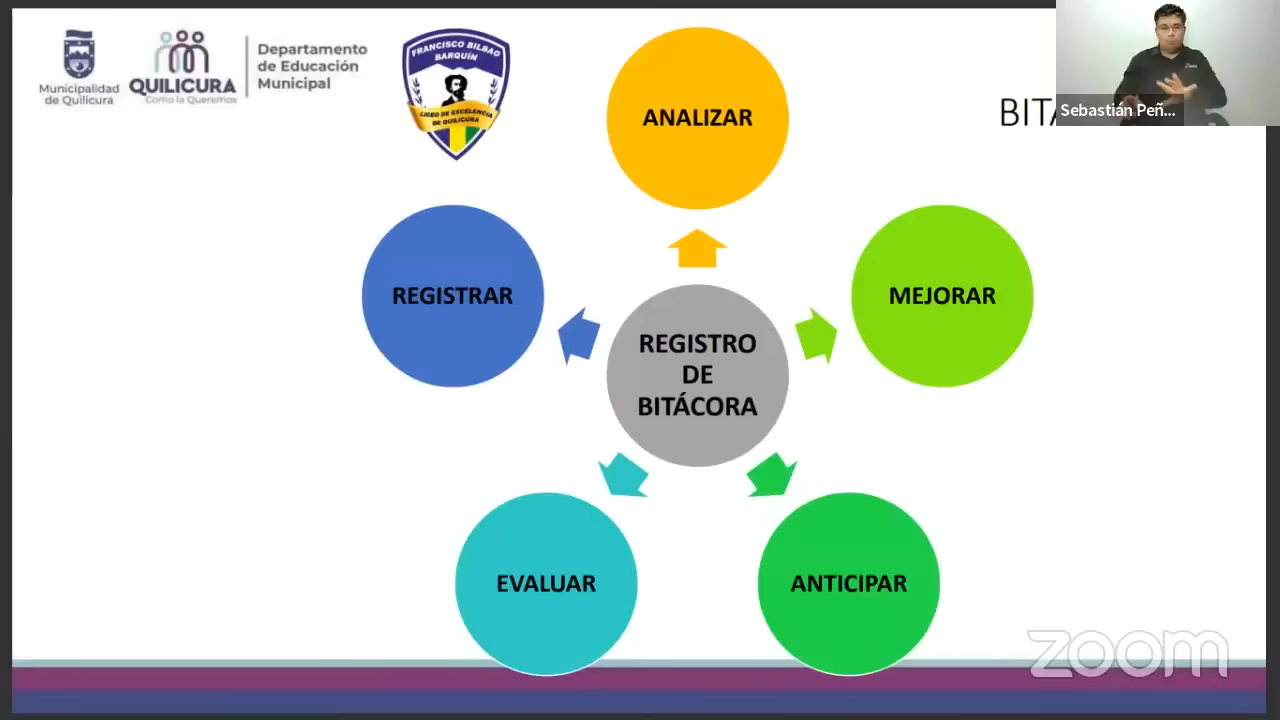 Municipalidad
de Quilicura
QUILICURA
Como la Queremos
Departamento
de Educación
Municipal
FRANCISCO BILBAO
BARQUÍN
LICEO DE EXCELENCIA
DE QUILICURA
ANALIZAR
BITÁ
Sebastián Peñ...
REGISTRAR
MEJORAR
REGISTRO
DE
BITÁCORA
EVALUAR
ANTICIPAR
zoom